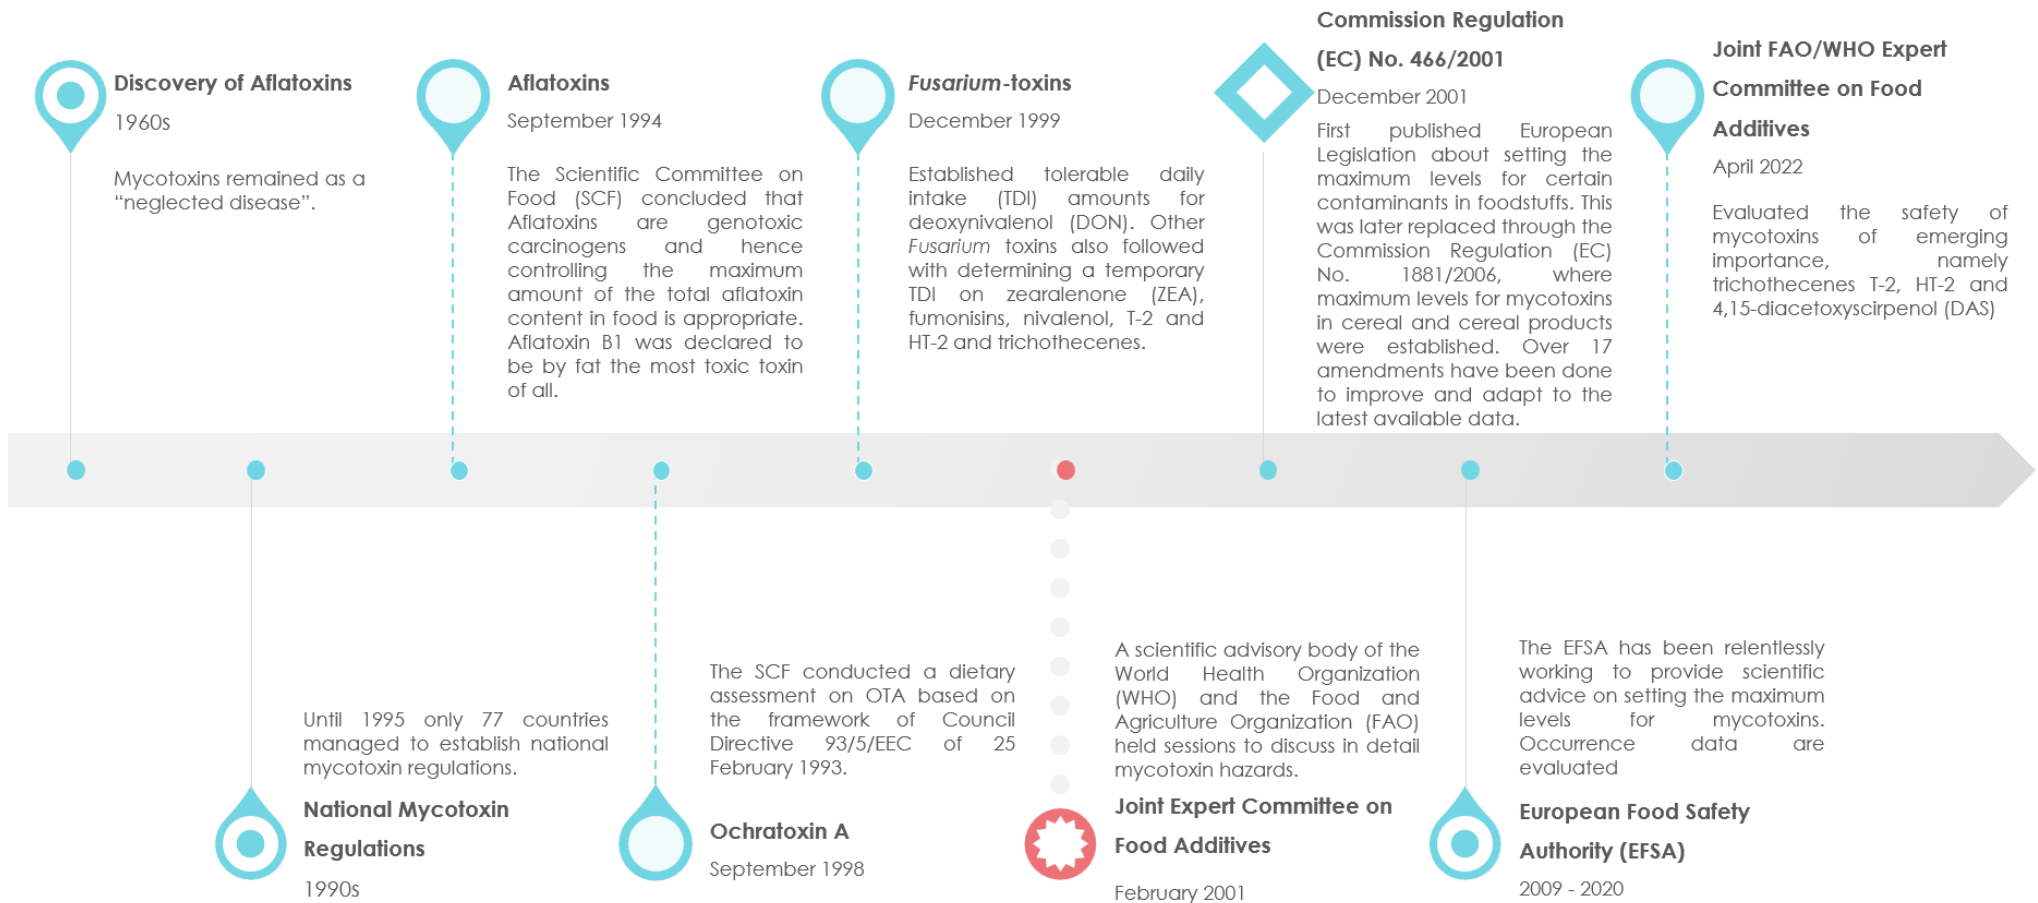 Discovery of Aflatoxins
1960s
Mycotoxins remained as a
“neglected disease”.
Aflatoxins
September 1994
The Scientific Committee on
Food (SCF) concluded that
Aflatoxins are genotoxic
carcinogens and hence
controlling the maximum
amount of the total aflatoxin
content in food is appropriate.
Aflatoxin B1 was declared to
be by fat the most toxic toxin
of all.
Fusarium-toxins
December 1999
Established tolerable daily
intake (TDI) amounts for
deoxynivalenol (DON). Other
Fusarium toxins also followed
with determining a temporary
TDI on zearalenone (ZEA),
fumonisins, nivalenol, T-2 and
HT-2 and trichothecenes.
Commission Regulation
(EC) No. 466/2001
December 2001
First published European
Legislation about setting the
maximum levels for certain
contaminants in foodstuffs. This
was later replaced through the
Commission Regulation (EC)
No. 1881/2006, where
maximum levels for mycotoxins
in cereal and cereal products
were established. Over 17
amendments have been done
to improve and adapt to the
latest available data.
Joint FAO/WHO Expert
Committee on Food
Additives
April 2022
Evaluated the safety of
mycotoxins of emerging
importance, namely
trichothecenes T-2, HT-2 and
4,15-diacetoxyscirpenol (DAS)
Until 1995 only 77 countries
managed to establish national
mycotoxin regulations.
National Mycotoxin
Regulations
1990s
The SCF conducted a dietary
assessment on OTA based on
the framework of Council
Directive 93/5/EEC of 25
February 1993.
Ochratoxin A
September 1998
A scientific advisory body of the
World Health Organization
(WHO) and the Food and
Agriculture Organization (FAO)
held sessions to discuss in detail
mycotoxin hazards.
Joint Expert Committee on
Food Additives
February 2001
The EFSA has been relentlessly
working to provide scientific
advice on setting the maximum
levels for mycotoxins.
Occurrence data are
evaluated
European Food Safety
Authority (EFSA)
2009 - 2020